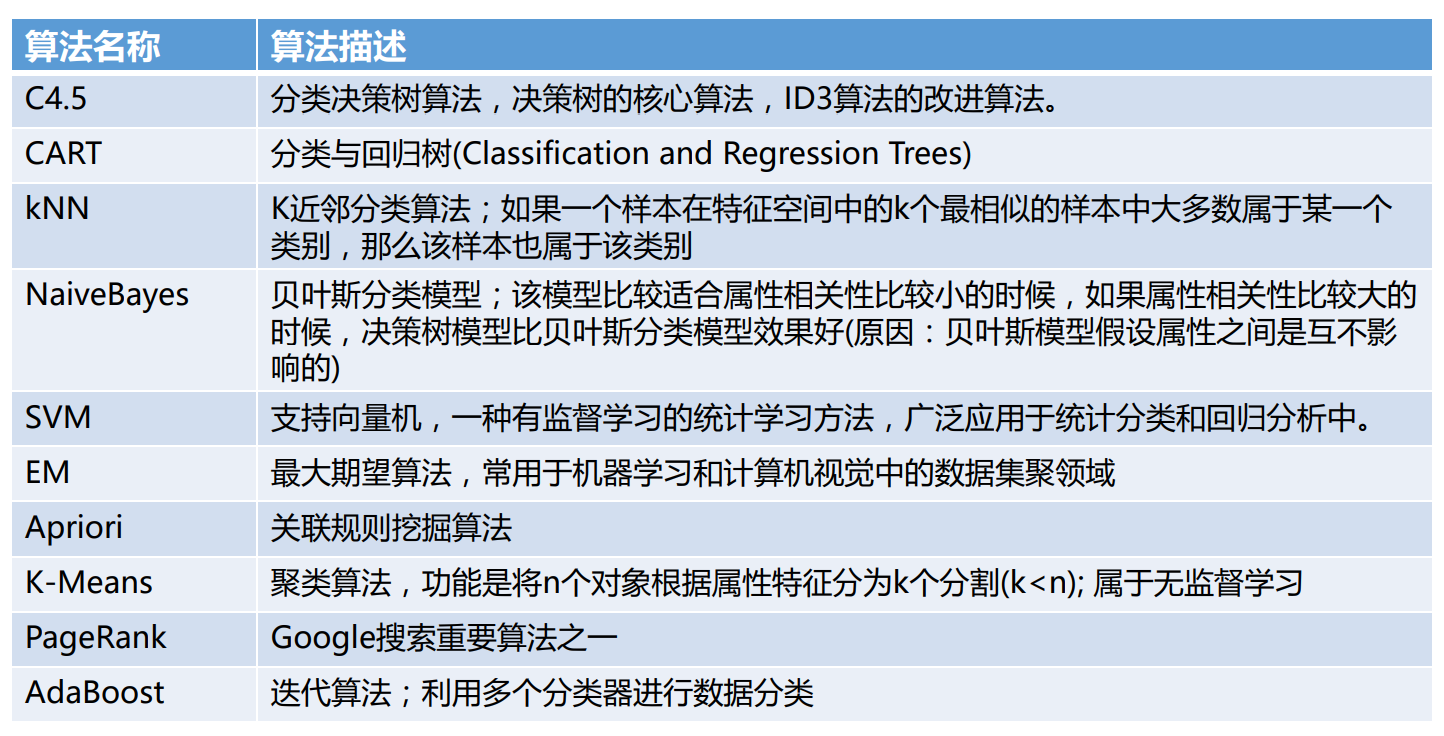 算法名称
算法描述
C4.5
分类决策树算法，决策树的核心算法，ID3算法的改进算法。
CART
分类与回归树(Classification and Regression Trees)
kNN
K近邻分类算法；如果一个样本在特征空间中的k个最相似的样本中大多数属于某一个
类别，那么该样本也属于该类别
NaiveBayes
贝叶斯分类模型；该模型比较适合属性相关性比较小的时候，如果属性相关性比较大的
时候，决策树模型比贝叶斯分类模型效果好(原因：贝叶斯模型假设属性之间是互不影
响的)
SVM
支持向量机，一种有监督学习的统计学习方法，广泛应用于统计分类和回归分析中。
EM
最大期望算法，常用于机器学习和计算机视觉中的数据集聚领域
Apriori
关联规则挖掘算法
K-Means
聚类算法，功能是将n个对象根据属性特征分为k个分割(k<n); 属于无监督学习
PageRank
Google搜索重要算法之一
AdaBoost
迭代算法；利用多个分类器进行数据分类